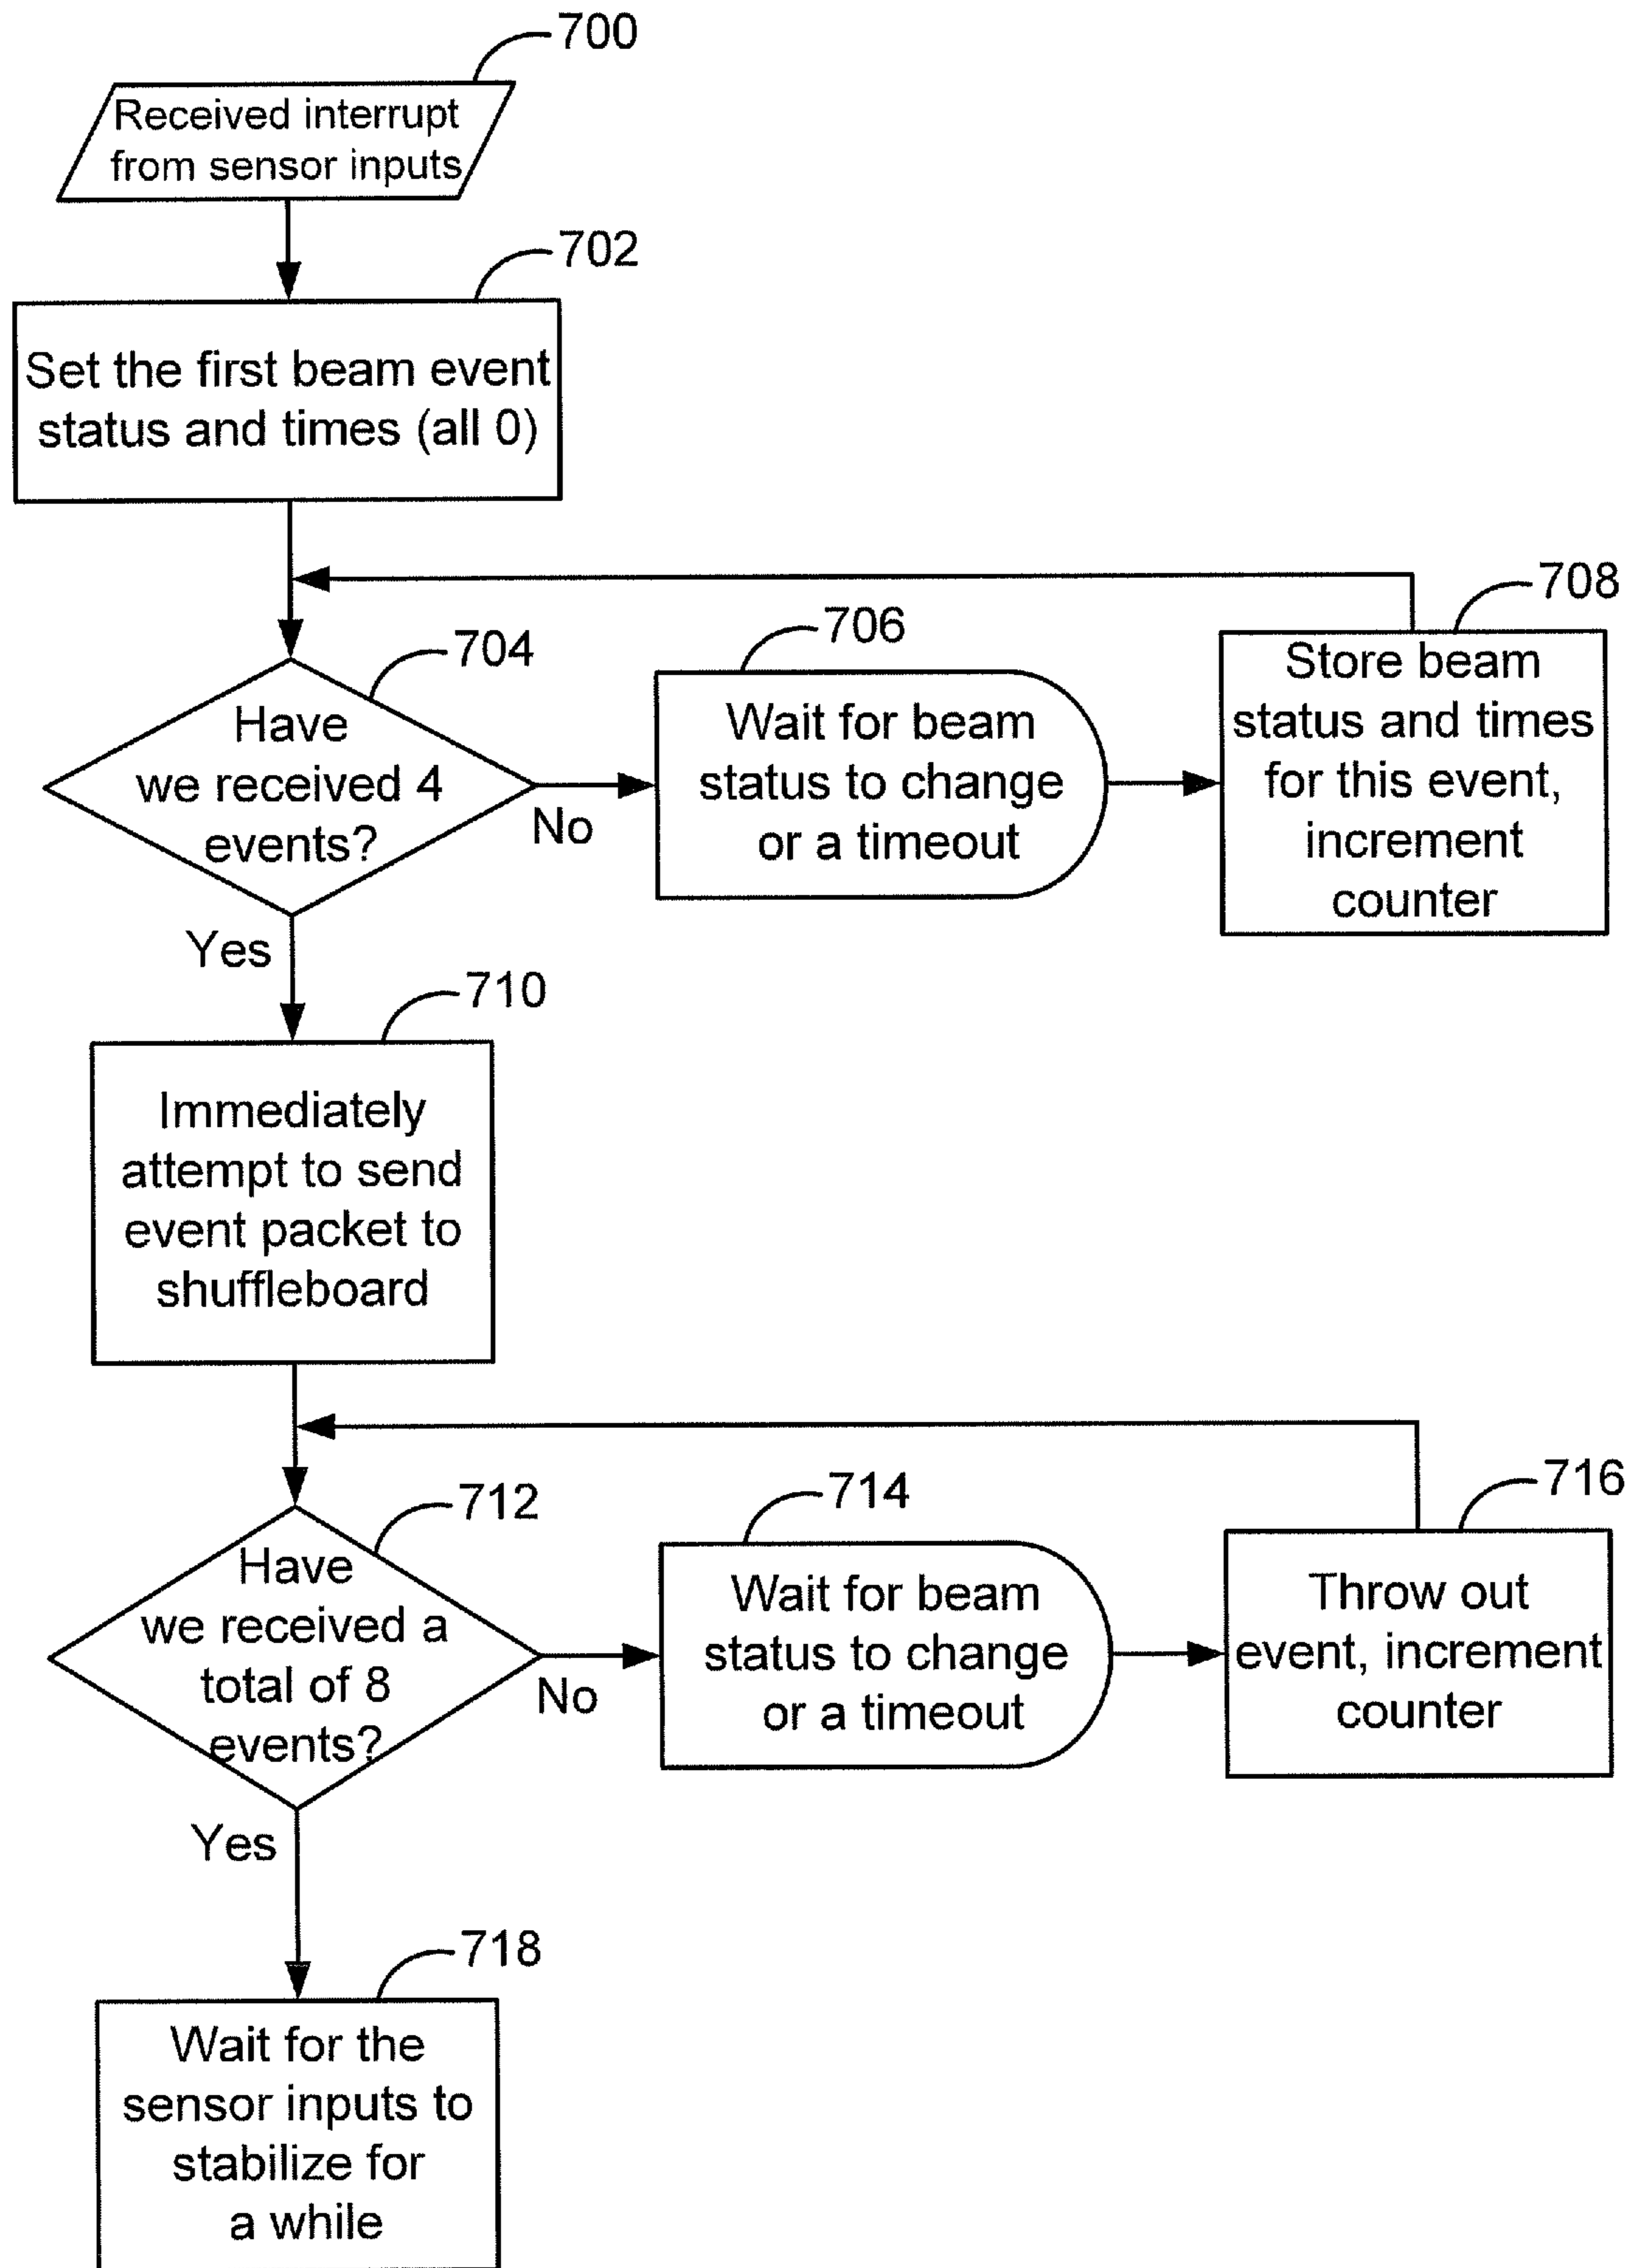 700
Received interrupt
from sensor inputs
702
Set the first beam event
status and times (all 0)
704
Have
we received 4
events?
No
Yes
706
Wait for beam
status to change
or a timeout
708
Store beam
status and times
for this event,
increment
counter
710
Immediately
attempt to send
event packet to
shuffleboard
712
Have
we received a
total of 8
events?
No
Yes
714
Wait for beam
status to change
or a timeout
716
Throw out
event, increment
counter
718
Wait for the
sensor inputs to
stabilize for
a while